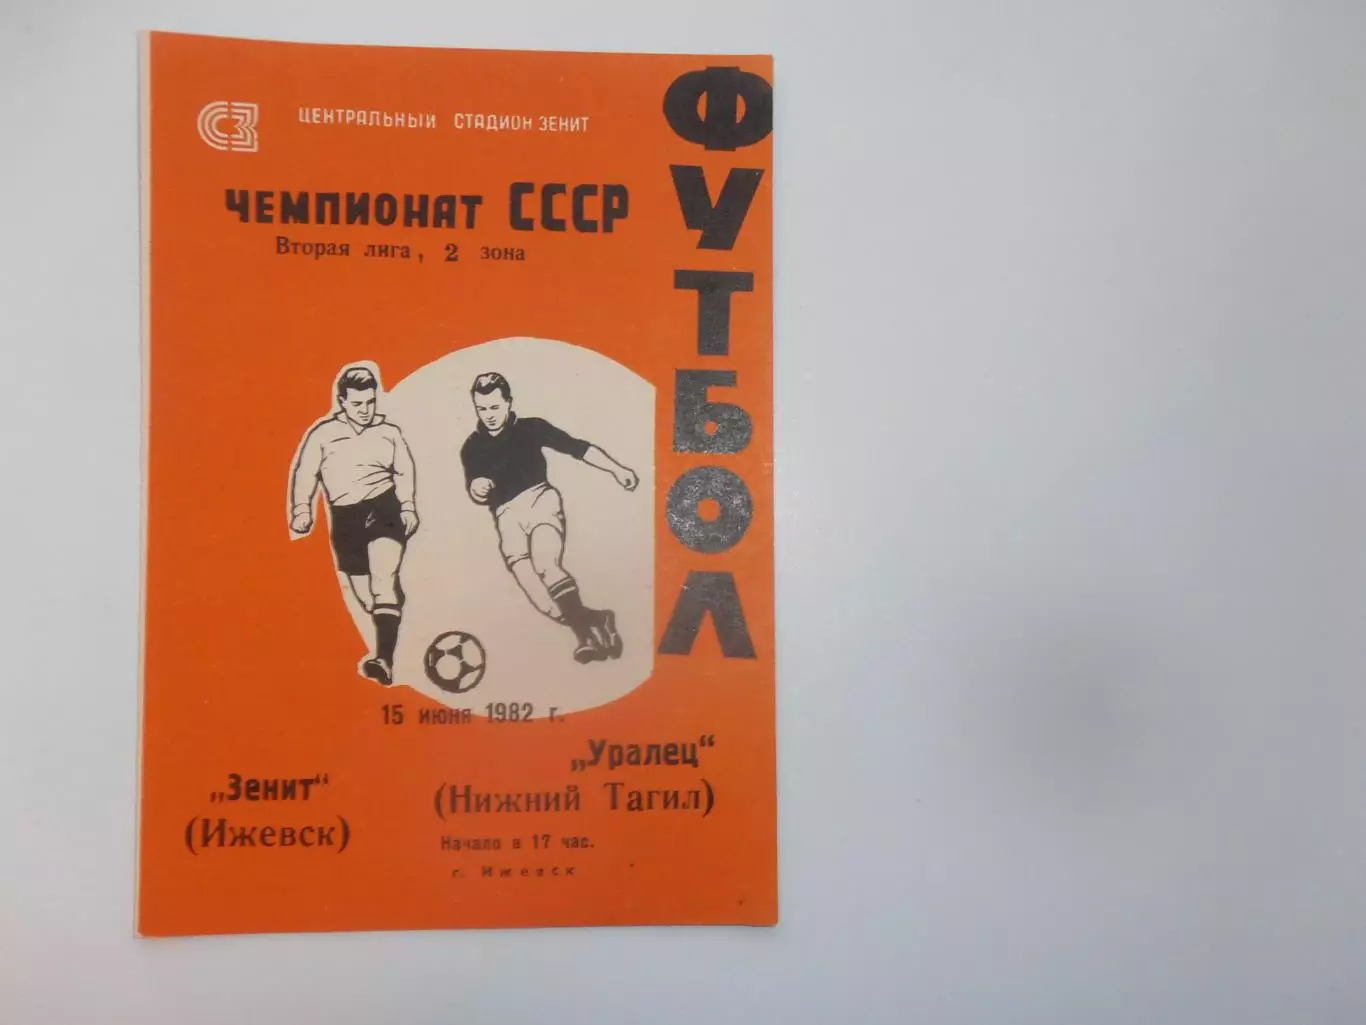 СЗ
ЦЕНТРАЛЬНЫЙ СТАДИОН ЗЕНИТ
ФУТБОЛ
ЧЕМПИОНАТ СССР
Вторая лига, 2 зона
15 июня 1982 г.
„Зенит“
(Ижевск)
„Уралец“
(Нижний Тагил)
Начало в 17 час.
г. Ижевск